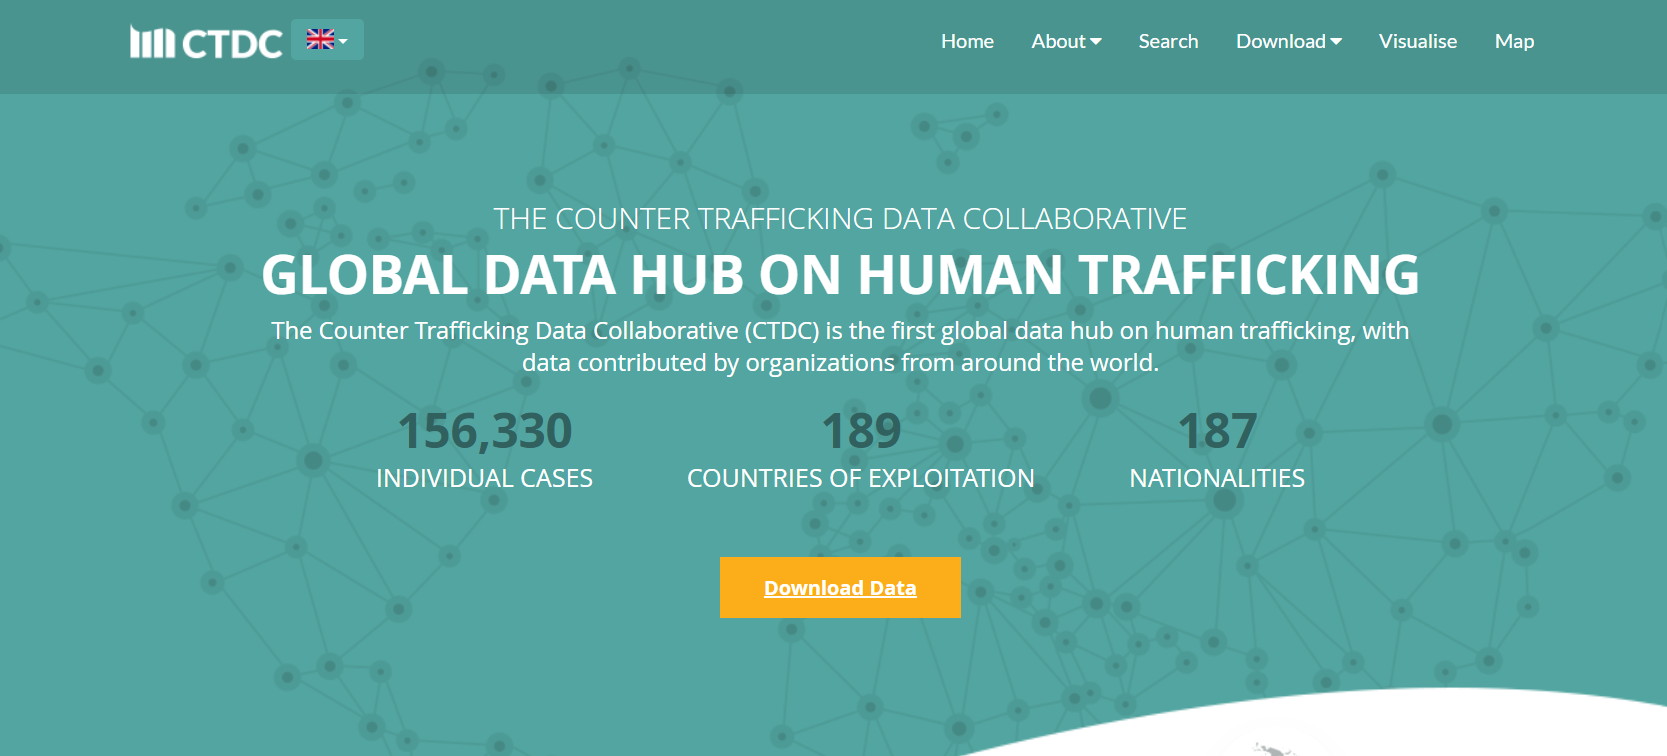 CTDC
Home About Search Download Visualise Map
THE COUNTER TRAFFICKING DATA COLLABORATIVE
GLOBAL DATA HUB ON HUMAN TRAFFICKING
The Counter Trafficking Data Collaborative (CTDC) is the first global data hub on human trafficking, with
data contributed by organizations from around the world.
156,330 189 187
INDIVIDUAL CASES COUNTRIES OF EXPLOITATION NATIONALITIES
Download Data